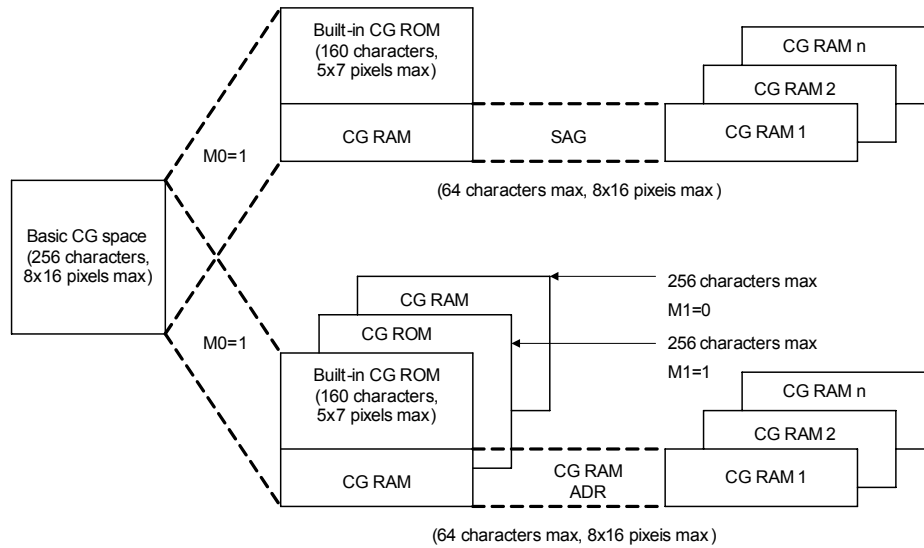 Built-in CG ROM
(160 characters,
5x7 pixels max)
CG RAM
M0=1
SAG
CG RAM n
CG RAM 2
CG RAM 1
(64 characters max, 8x16 pixeis max)
Basic CG space
(256 characters,
8x16 pixels max)
M0=1
CG RAM
CG ROM
Built-in CG ROM
(160 characters,
5x7 pixels max)
CG RAM
256 characters max
M1=0
256 characters max
M1=1
CG RAM
ADR
CG RAM n
CG RAM 2
CG RAM 1
(64 characters max, 8x16 pixels max)